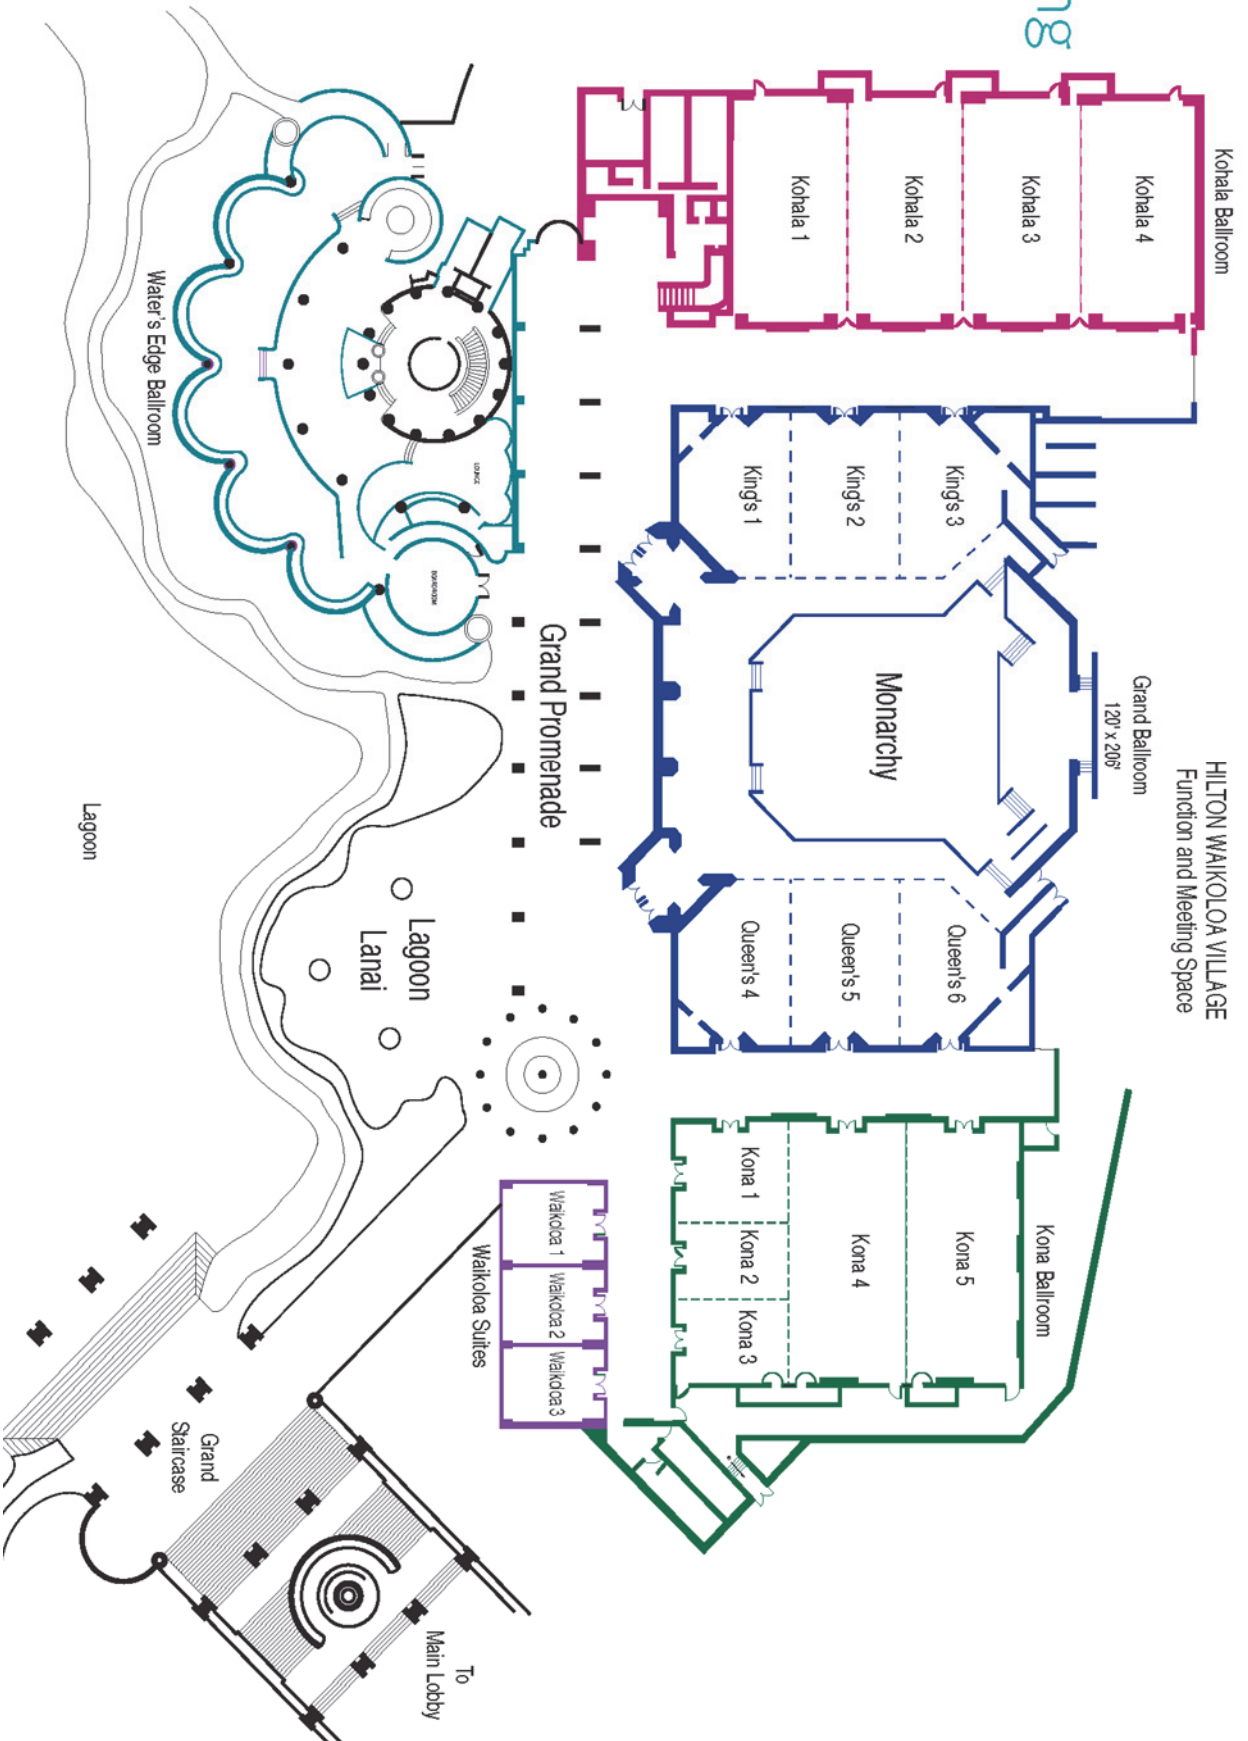 ng
HILTON WAIKOLOA VILLAGE
Function and Meeting Space
Kohala Ballroom
Kohala 4
Kohala 3
Kohala 2
Kohala 1
Grand Ballroom
120' x 206'
King's 3
King's 2
King's 1
Monarchy
Queen's 6
Queen's 5
Queen's 4
Kona Ballroom
Kona 5
Kona 4
Kona 1
Kona 2
Kona 3
Grand Promenade
Waikoloa 1
Waikoloa 2
Waikoloa 3
Waikoloa Suites
LOUNGE
BOARDROOM
Water's Edge Ballroom
Lagoon
Lanai
Lagoon
Grand
Staircase
To
Main Lobby